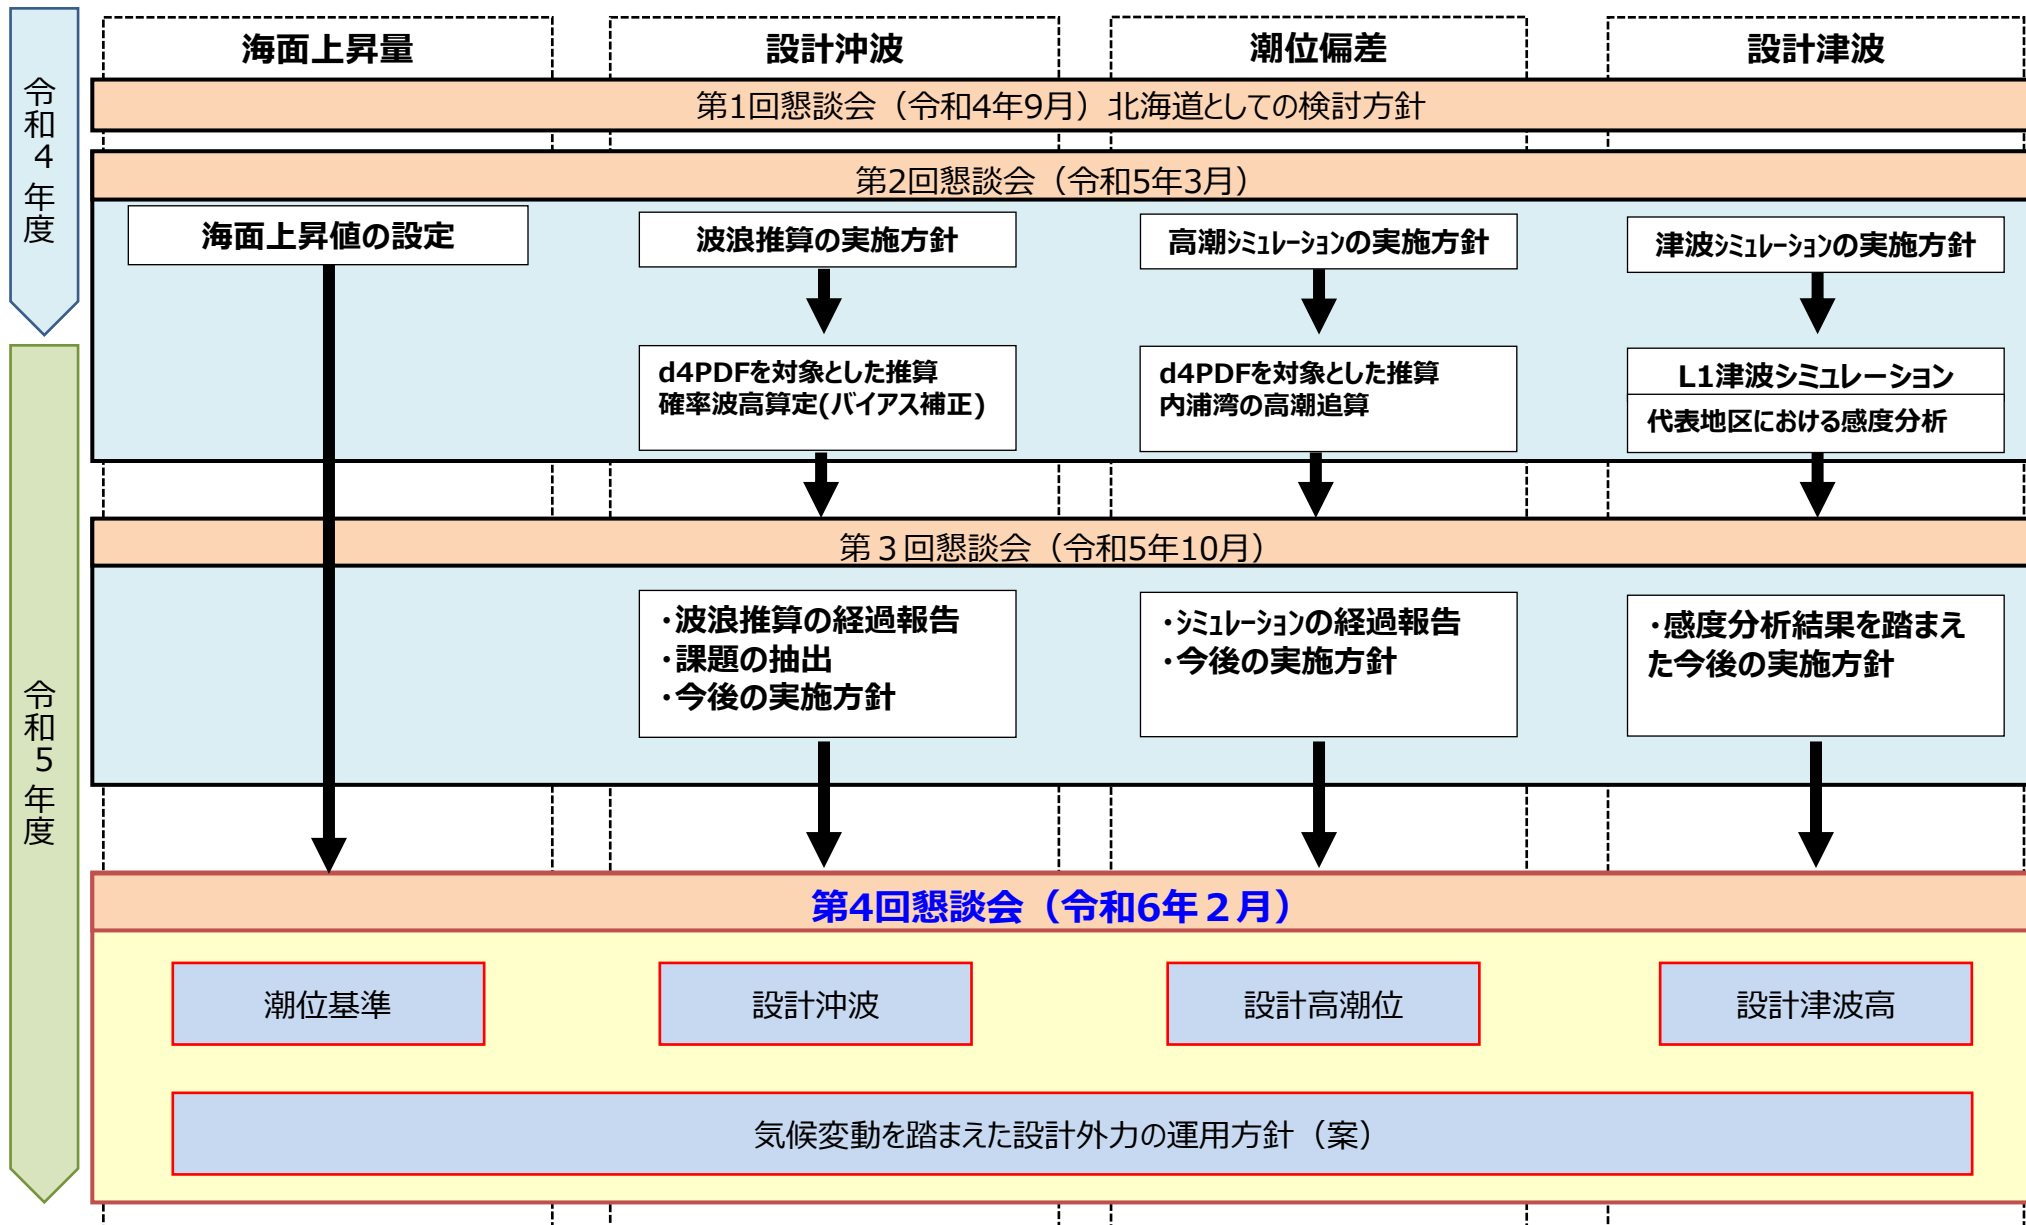 令和4年度
令和5年度
海面上昇量
設計沖波
潮位偏差
設計津波
第1回懇談会（令和4年9月）北海道としての検討方針
第2回懇談会（令和5年3月）
海面上昇値の設定
波浪推算の実施方針
高潮ｼﾐｭﾚｰｼｮﾝの実施方針
津波ｼﾐｭﾚｰｼｮﾝの実施方針
d4PDFを対象とした推算
確率波高算定(バイアス補正)
d4PDFを対象とした推算
内浦湾の高潮追算
L1津波シミュレーション
代表地区における感度分析
第３回懇談会（令和5年10月）
・波浪推算の経過報告
・課題の抽出
・今後の実施方針
・ｼﾐｭﾚｰｼｮﾝの経過報告
・今後の実施方針
・感度分析結果を踏まえ
た今後の実施方針
第4回懇談会（令和6年２月）
潮位基準
設計沖波
設計高潮位
設計津波高
気候変動を踏まえた設計外力の運用方針（案）